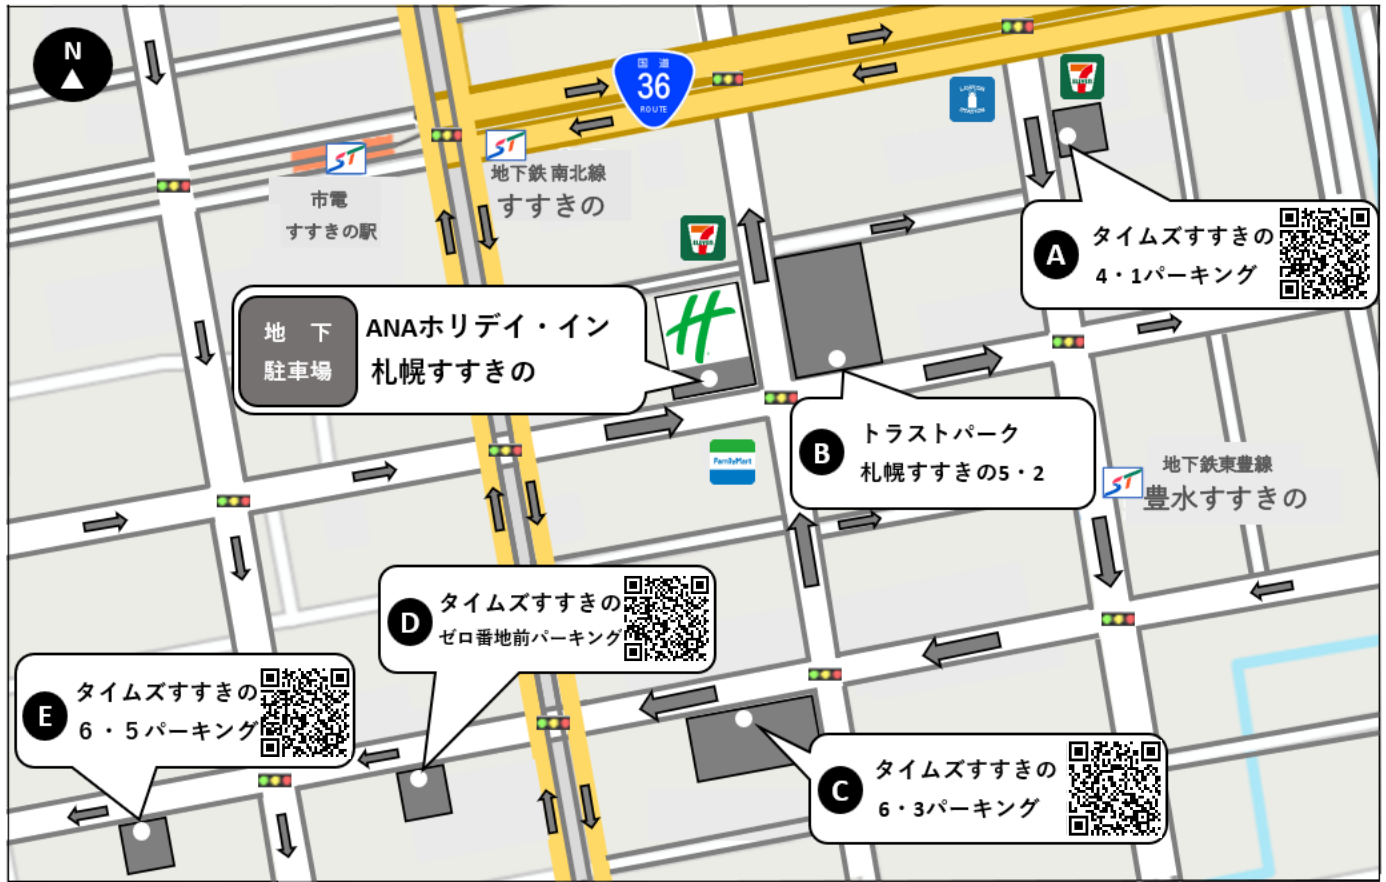 N
国 道
36
ROUTE
7
ELEVEN
LAWSON
STATION
ST
地下鉄 南北線
すすきの
ST
市電
すすきの駅
A
タイムズすすきの
4・1パーキング
7
ELEVEN
地 下
駐車場
ANAホリデイ・イン
札幌すすきの
H
B
トラストパーク
札幌すすきの5・2
FamilyMart
ST
地下鉄東豊線
豊水すすきの
D
タイムズすすきの
ゼロ番地前パーキング
E
タイムズすすきの
6・5パーキング
C
タイムズすすきの
6・3パーキング